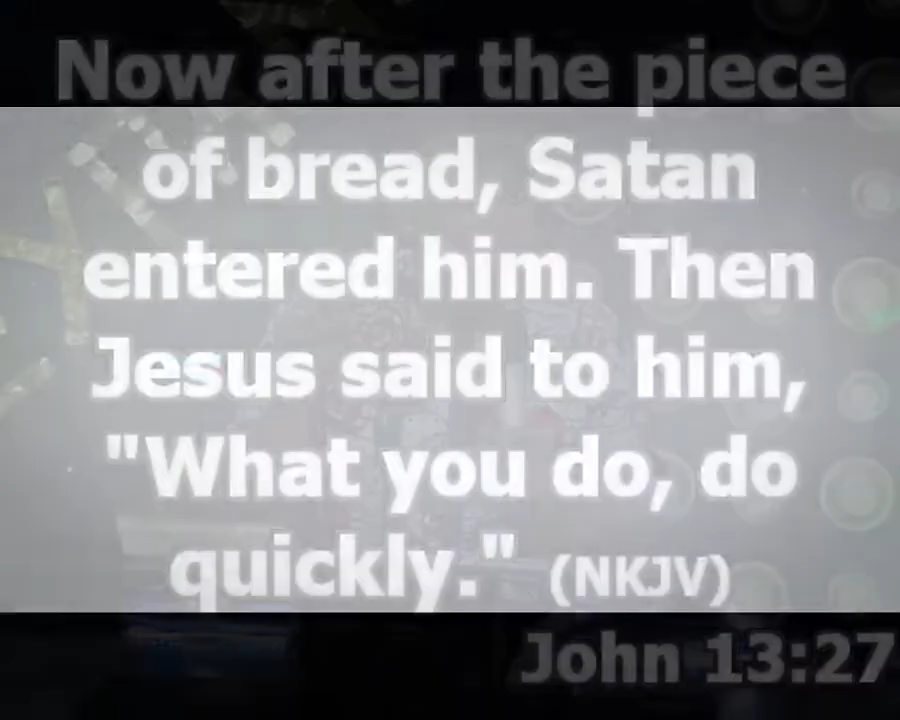 Now after the piece
of bread, Satan
entered him. Then
Jesus said to him,
"What you do, do
quickly." (NKJV)
John 13:27